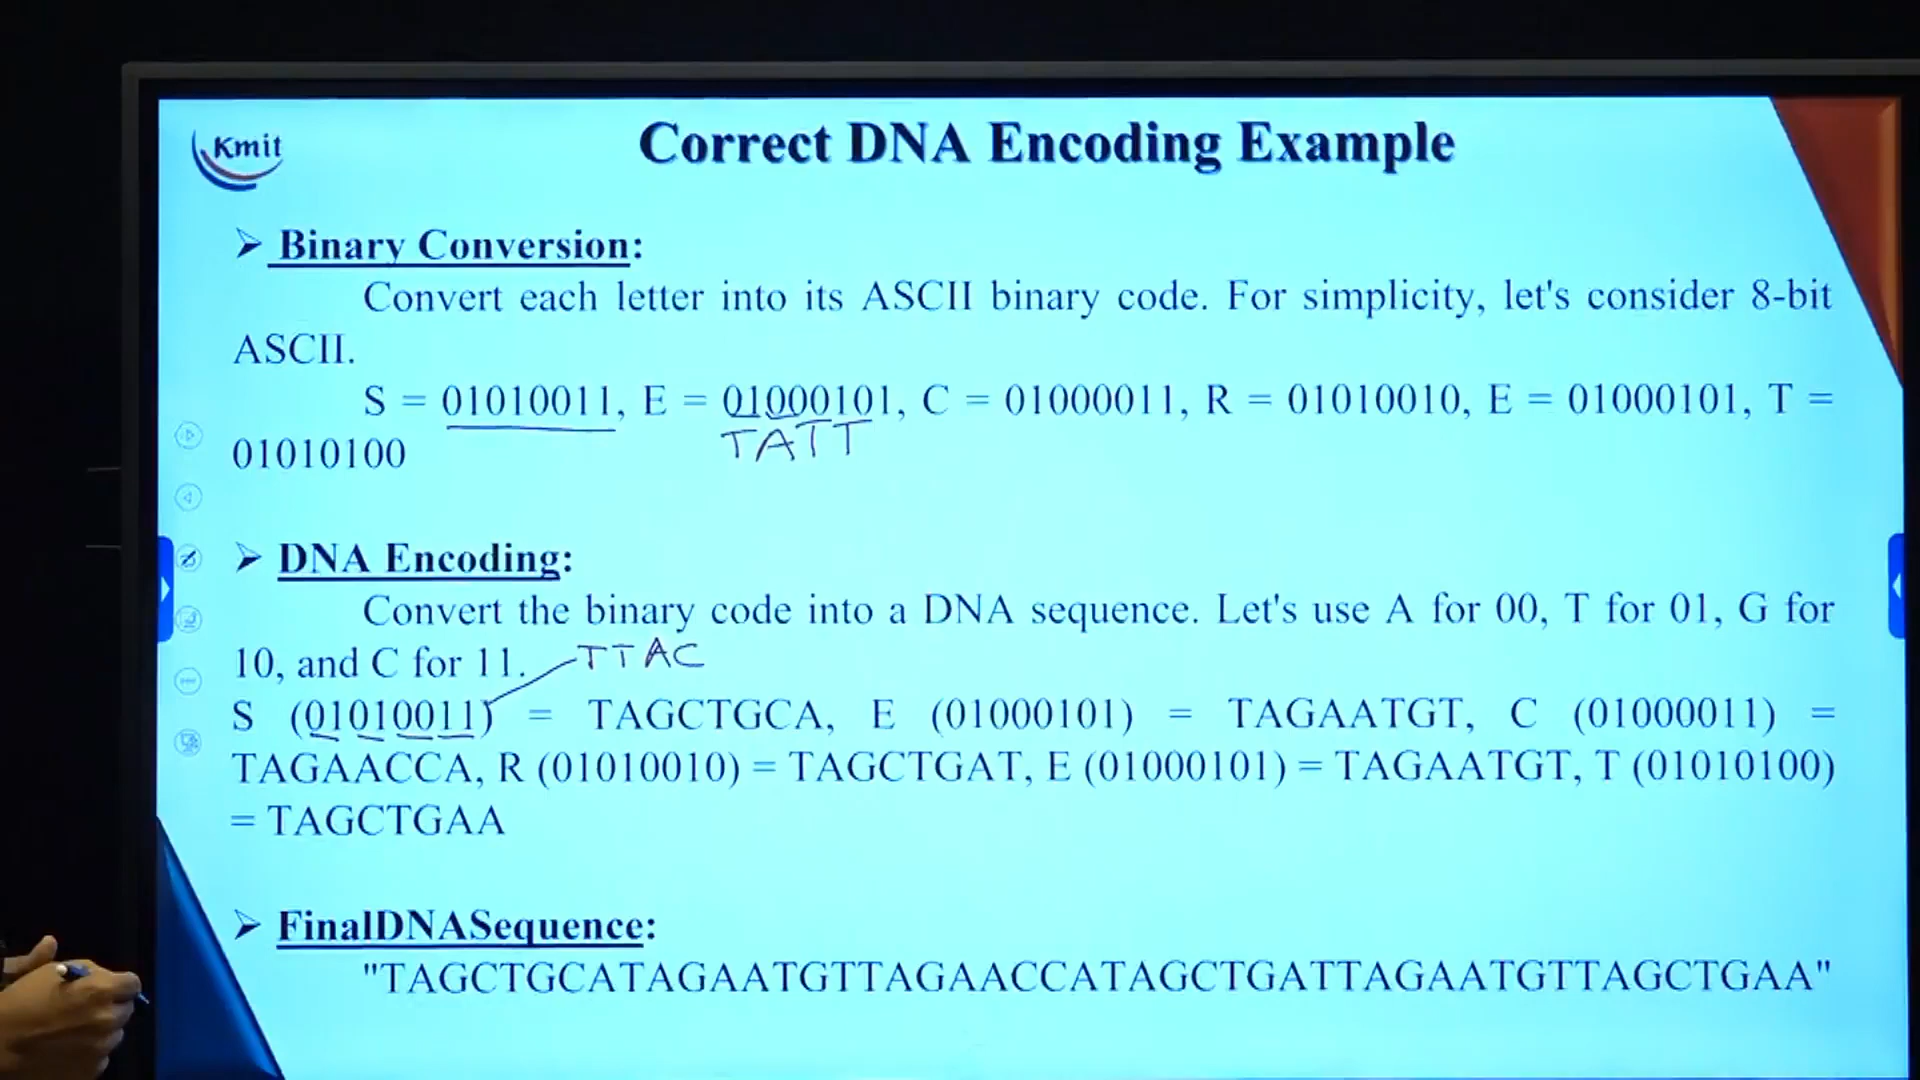 Kmit
Correct DNA Encoding Example
➤ Binary Conversion:
Convert each letter into its ASCII binary code. For simplicity, let's consider 8-bit
ASCII.
S = 01010011, E = 01000101, C = 01000011, R = 01010010, E = 01000101, T =
TATT
01010100
➤ DNA Encoding:
Convert the binary code into a DNA sequence. Let's use A for 00, T for 01, G for
10, and C for 11.
TTAC
S (01010011) = TAGCTGCA, E (01000101) = TAGAATGT, C (01000011) =
TAGAACCA, R (01010010) = TAGCTGAT, E (01000101) = TAGAATGT, T (01010100)
= TAGCTGAA
➤ FinalDNASequence:
"TAGCTGCATAGAATGTTAGAACCATAGCTGATTAGAATGTTAGCTGAA"